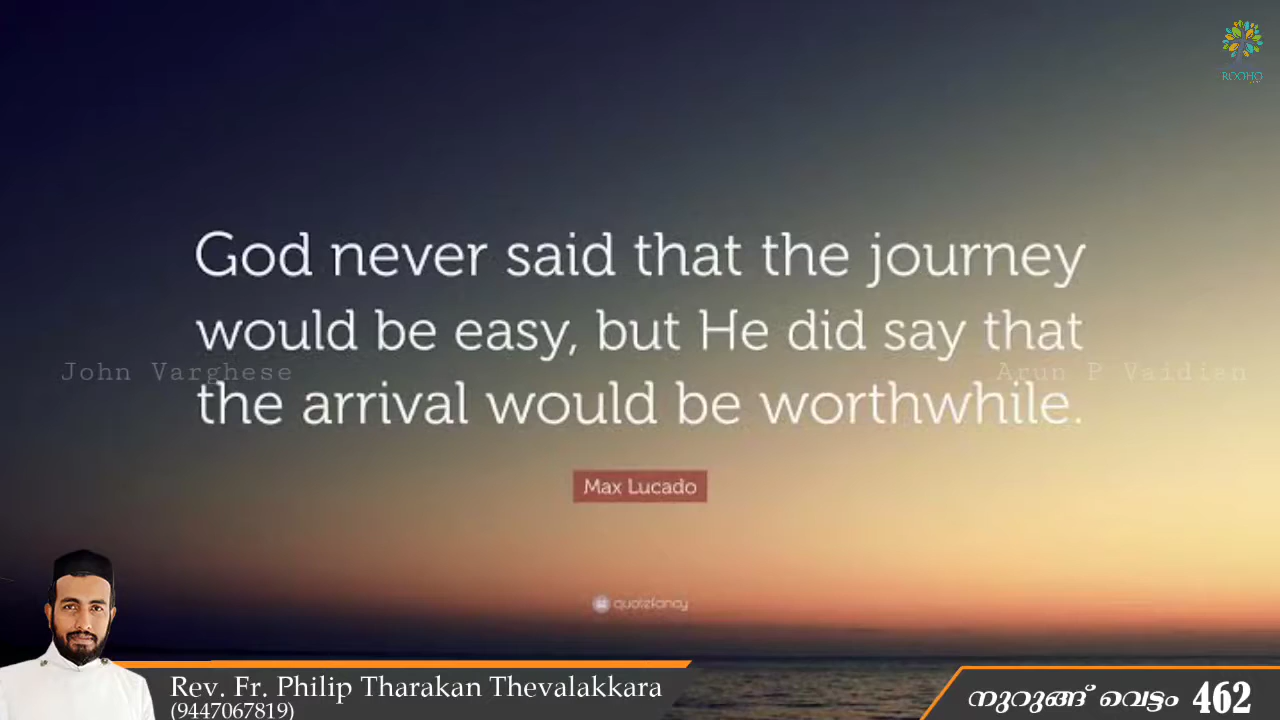 ROOHO
God never said that the journey
would be easy, but He did say that
John Varghese
Arun P Vaidian
the arrival would be worthwhile.
Max Lucado
quotefancy
Rev. Fr. Philip Tharakan Thevalakkara
(9447067819)
നുറുങ്ങ് വെട്ടം 462